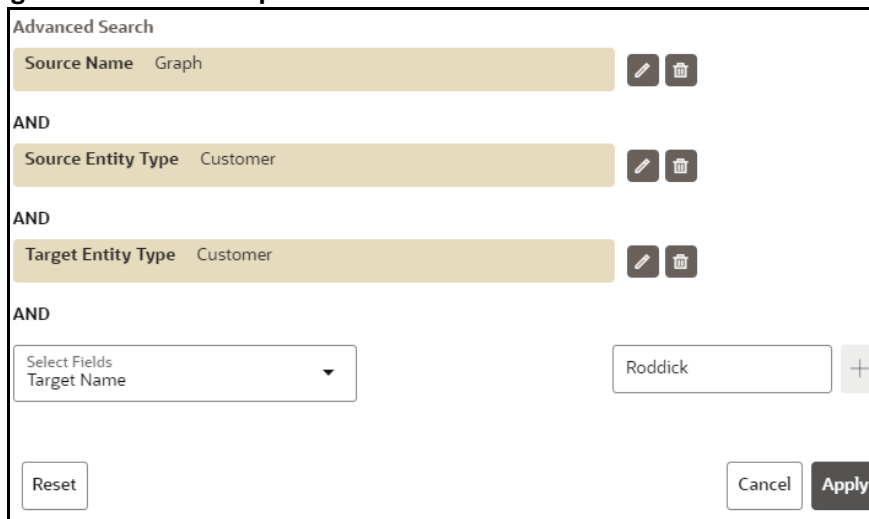 Advanced Search
Source Name Graph
AND
Source Entity Type Customer
AND
Target Entity Type Customer
AND
Select Fields
Target Name
Roddick
Reset Cancel Apply